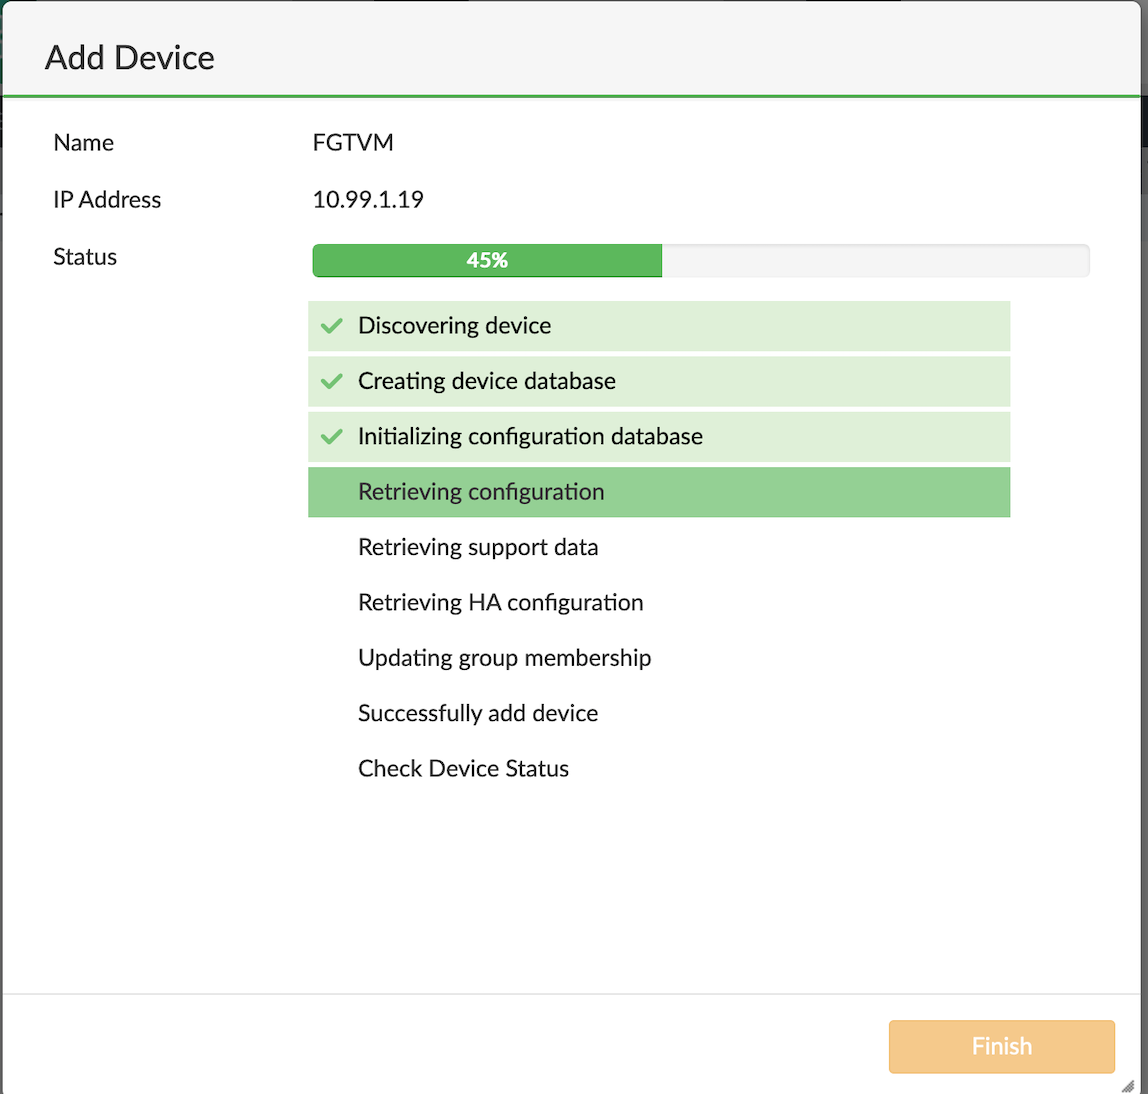 Add Device
Name FGTVM
IP Address 10.99.1.19
Status 45%
Discovering device
Creating device database
Initializing configuration database
Retrieving configuration
Retrieving support data
Retrieving HA configuration
Updating group membership
Successfully add device
Check Device Status
Finish